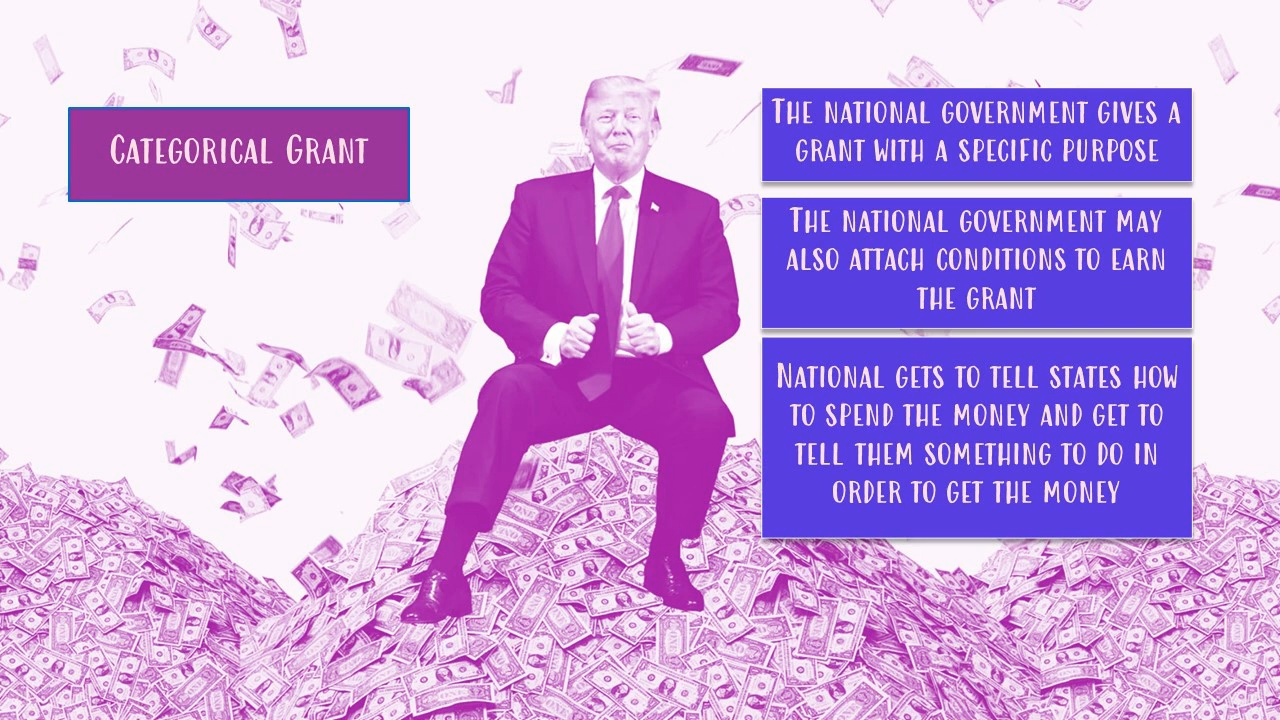 Categorical Grant
The national government gives a
grant with a specific purpose
The national government may
also attach conditions to earn
the grant
National gets to tell states how
to spend the money and get to
tell them something to do in
order to get the money